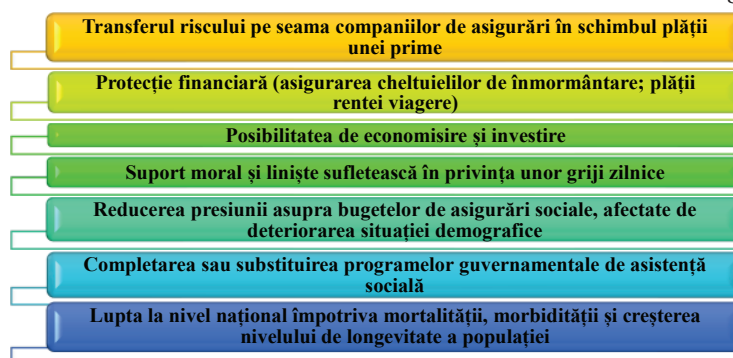 Transferul riscului pe seama companiilor de asigurări în schimbul plății
unei prime
Protecție financiară (asigurarea cheltuielilor de înmormântare; plății
rentei viagere)
Posibilitatea de economisire și investire
Suport moral și liniște sufletească în privința unor griji zilnice
Reducerea presiunii asupra bugetelor de asigurări sociale, afectate de
deteriorarea situației demografice
Completarea sau substituirea programelor guvernamentale de asistență
socială
Lupta la nivel național împotriva mortalității, morbidității și creșterea
nivelului de longevitate a populației